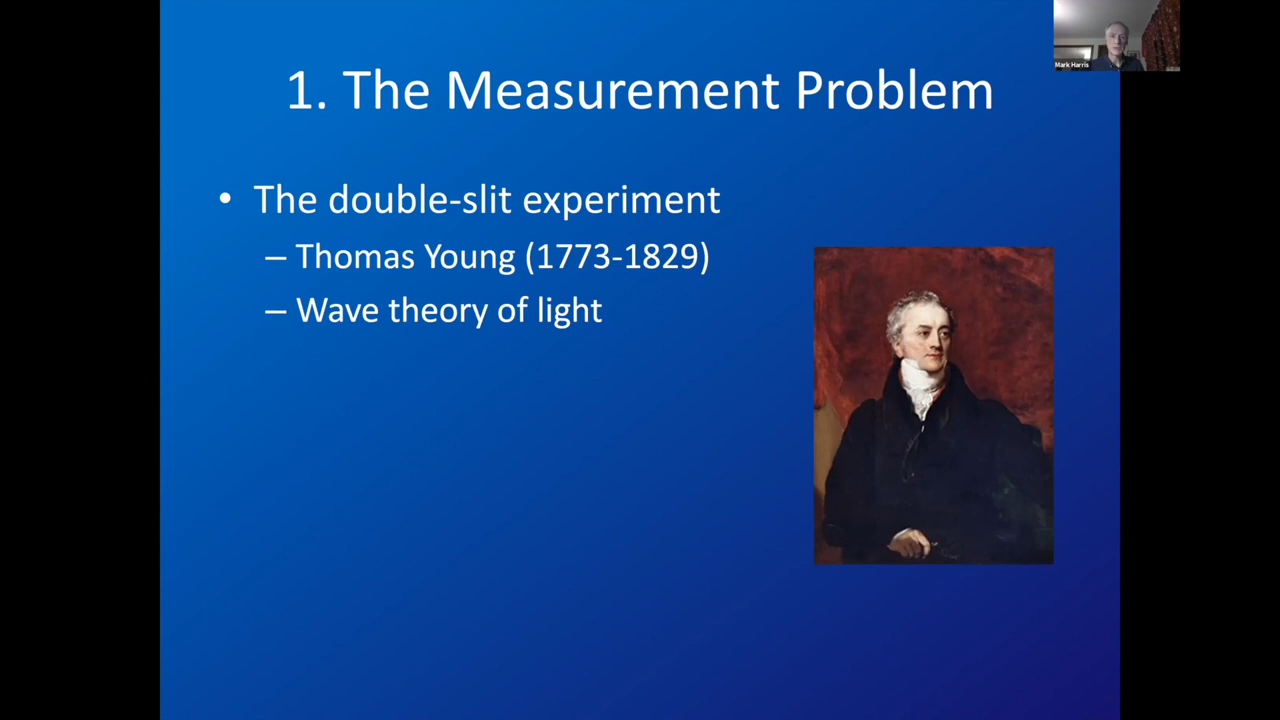 Mark Harris
1. The Measurement Problem
• The double-slit experiment
– Thomas Young (1773-1829)
– Wave theory of light